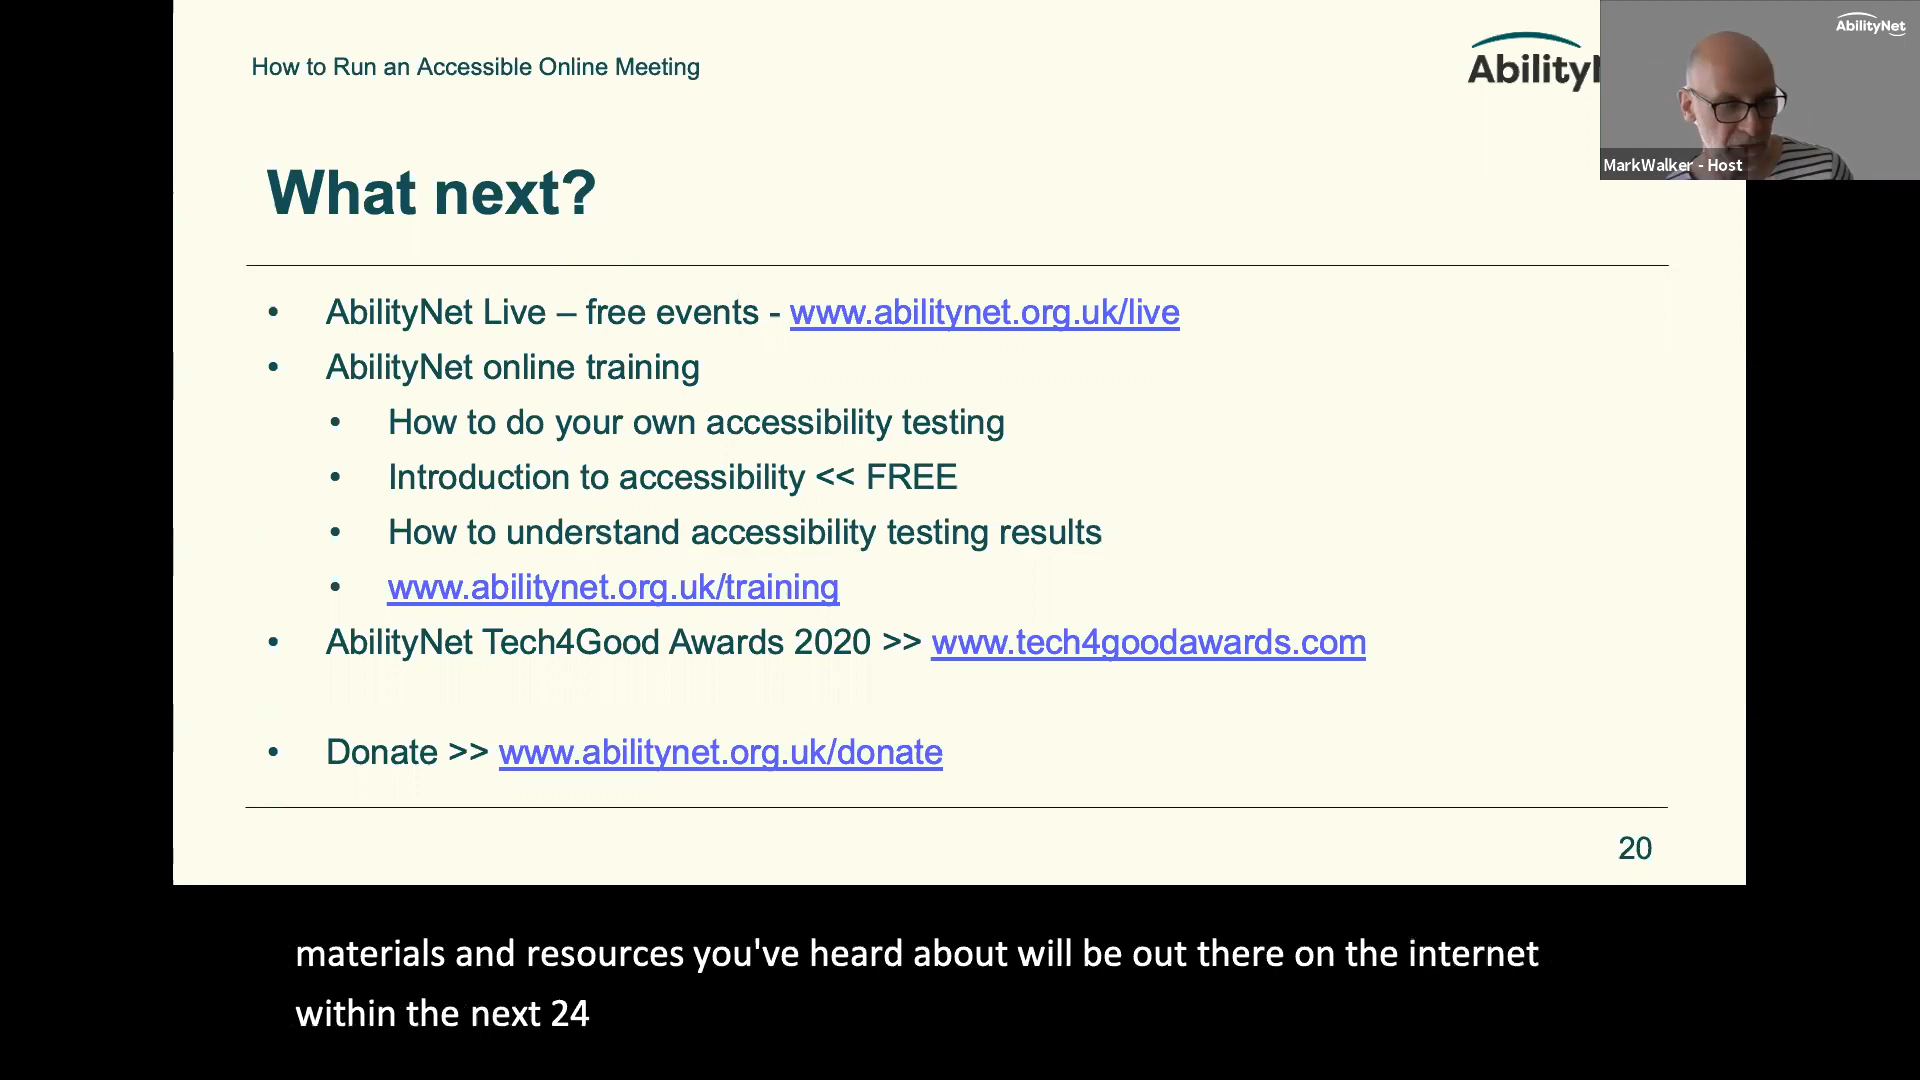 How to Run an Accessible Online Meeting
Ability
AbilityNet
MarkWalker - Host
What next?
• AbilityNet Live – free events - www.abilitynet.org.uk/live
• AbilityNet online training
• How to do your own accessibility testing
• Introduction to accessibility << FREE
• How to understand accessibility testing results
• www.abilitynet.org.uk/training
• AbilityNet Tech4Good Awards 2020 >> www.tech4goodawards.com
• Donate >> www.abilitynet.org.uk/donate
20
materials and resources you've heard about will be out there on the internet
within the next 24